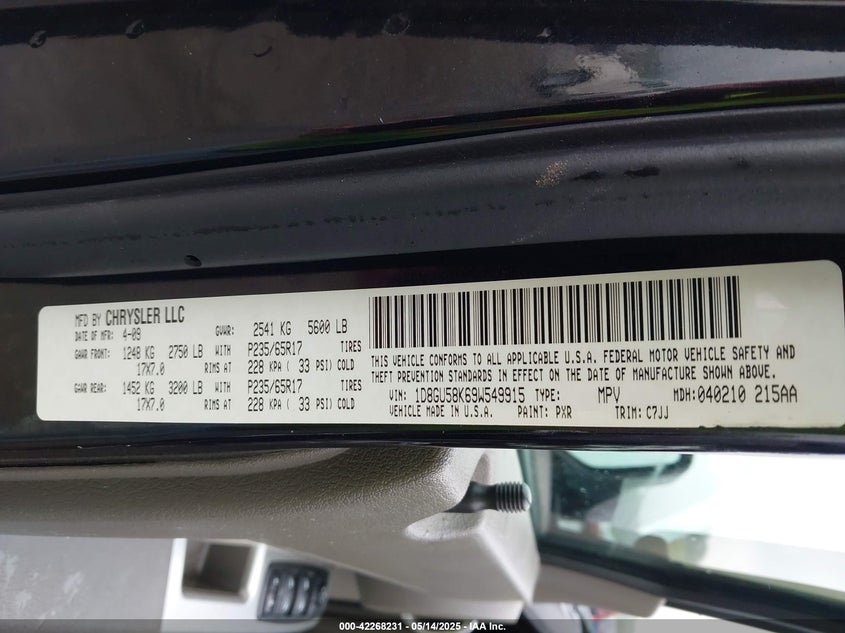 MFD BY CHRYSLER LLC
DATE OF MFR: 4-09 GVWR: 2541 KG 5600 LB
GAWR FRONT: 1248 KG 2750 LB WITH P235/65R17 TIRES
17X7.0 RIMS AT 228 KPA ( 33 PSI) COLD
GAWR REAR: 1452 KG 3200 LB WITH P235/65R17 TIRES
17X7.0 RIMS AT 228 KPA ( 33 PSI) COLD
THIS VEHICLE CONFORMS TO ALL APPLICABLE U.S.A. FEDERAL MOTOR VEHICLE SAFETY AND
THEFT PREVENTION STANDARDS IN EFFECT ON THE DATE OF MANUFACTURE SHOWN ABOVE.
VIN: 1D8GU58K69W549915 TYPE: MPV MDH: 040210 215AA
VEHICLE MADE IN U.S.A. PAINT: PXR TRIM: C7JJ
000-42268231 - 05/14/2025 - IAA Inc.